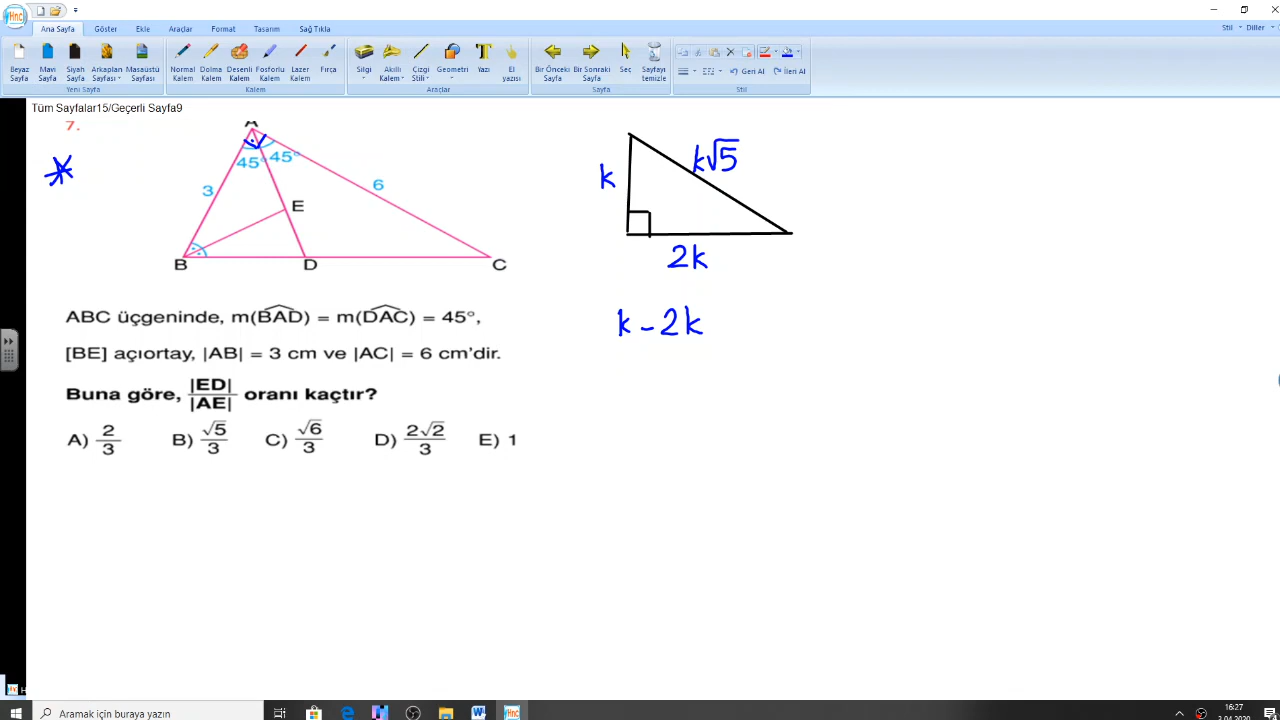 Stil Diller
Ana Sayfa Göster Ekle Araçlar Format Tasarım Sağ Tıkla
Beyaz Sayfa Mavi Sayfa Siyah Sayfa Arkaplan Sayfası Masaüstü Sayfası Normal Kalem Dolma Kalem Desenli Kalem Fosforlu Kalem Lazer Kalem Fırça Silgi Akıllı Kalem Çizgi Stili Geometri Yazı El yazısı Bir Önceki Sayfa Bir Sonraki Sayfa Seç Sayfayı temizle Geri Al İleri Al
Yeni Sayfa Kalem Araçlar Sayfa Stil
Tüm Sayfalar15/Geçerli Sayfa9
7.
A
45° 45°
3
6
E
B D C
k
k√5
2k
k - 2k
ABC üçgeninde, m(BAD) = m(DAC) = 45°,
[BE] açıortay, |AB| = 3 cm ve |AC| = 6 cm'dir.
Buna göre, |ED|/|AE| oranı kaçtır?
A) 2/3 B) √5/3 C) √6/3 D) 2√2/3 E) 1
Aramak için buraya yazın
16:27
3.04.2020